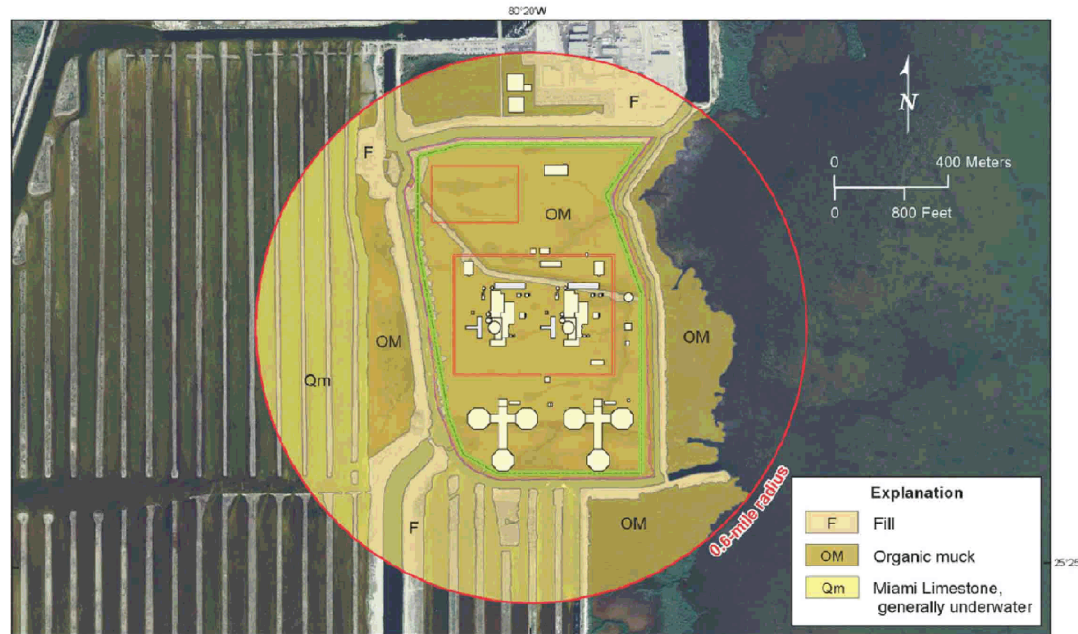 80°20'W
F
N
F
0
400 Meters
0
800 Feet
OM
OM
OM
Qm
0.6-mile radius
F
OM
Explanation
F Fill
OM Organic muck
Qm Miami Limestone,
generally underwater
25°25